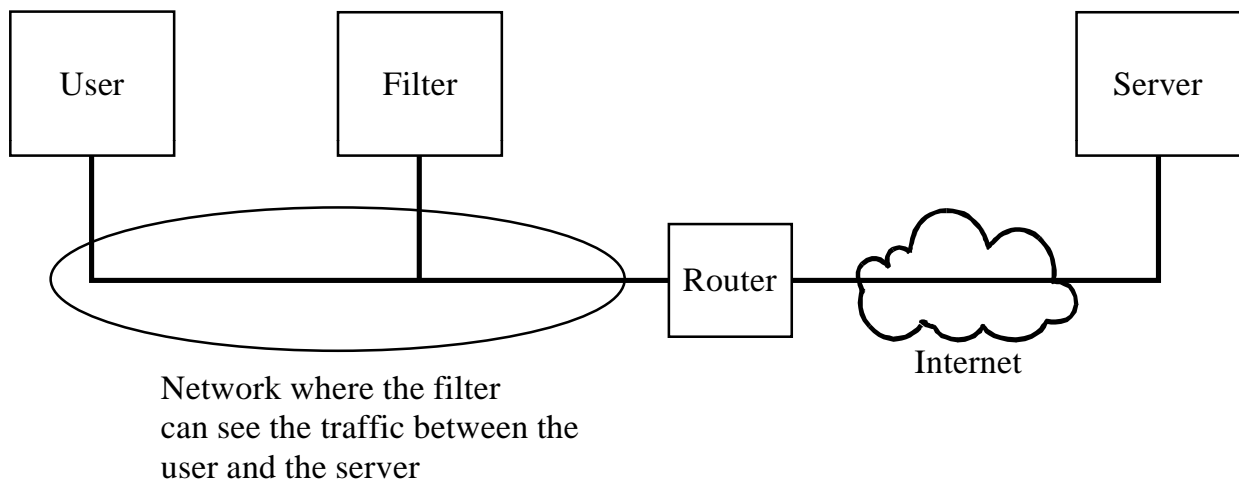 User
Filter
Server
Router
Internet
Network where the filter
can see the traffic between the
user and the server